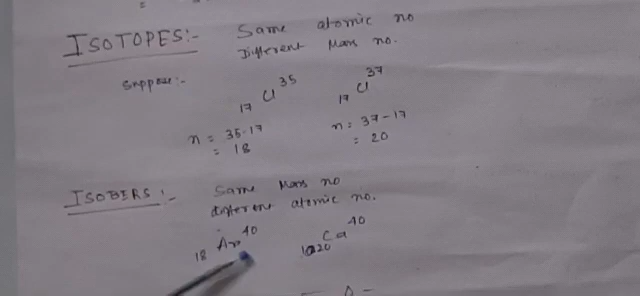 ISOTOPES:- Same atomic no
Different Mass no.
Suppose:-
17 Cl 35 17 Cl 37
n = 35-17 n = 37-17
= 18 = 20
ISOBERS:- Same Mass no
different atomic no.
18 Ar 40 20 Ca 40